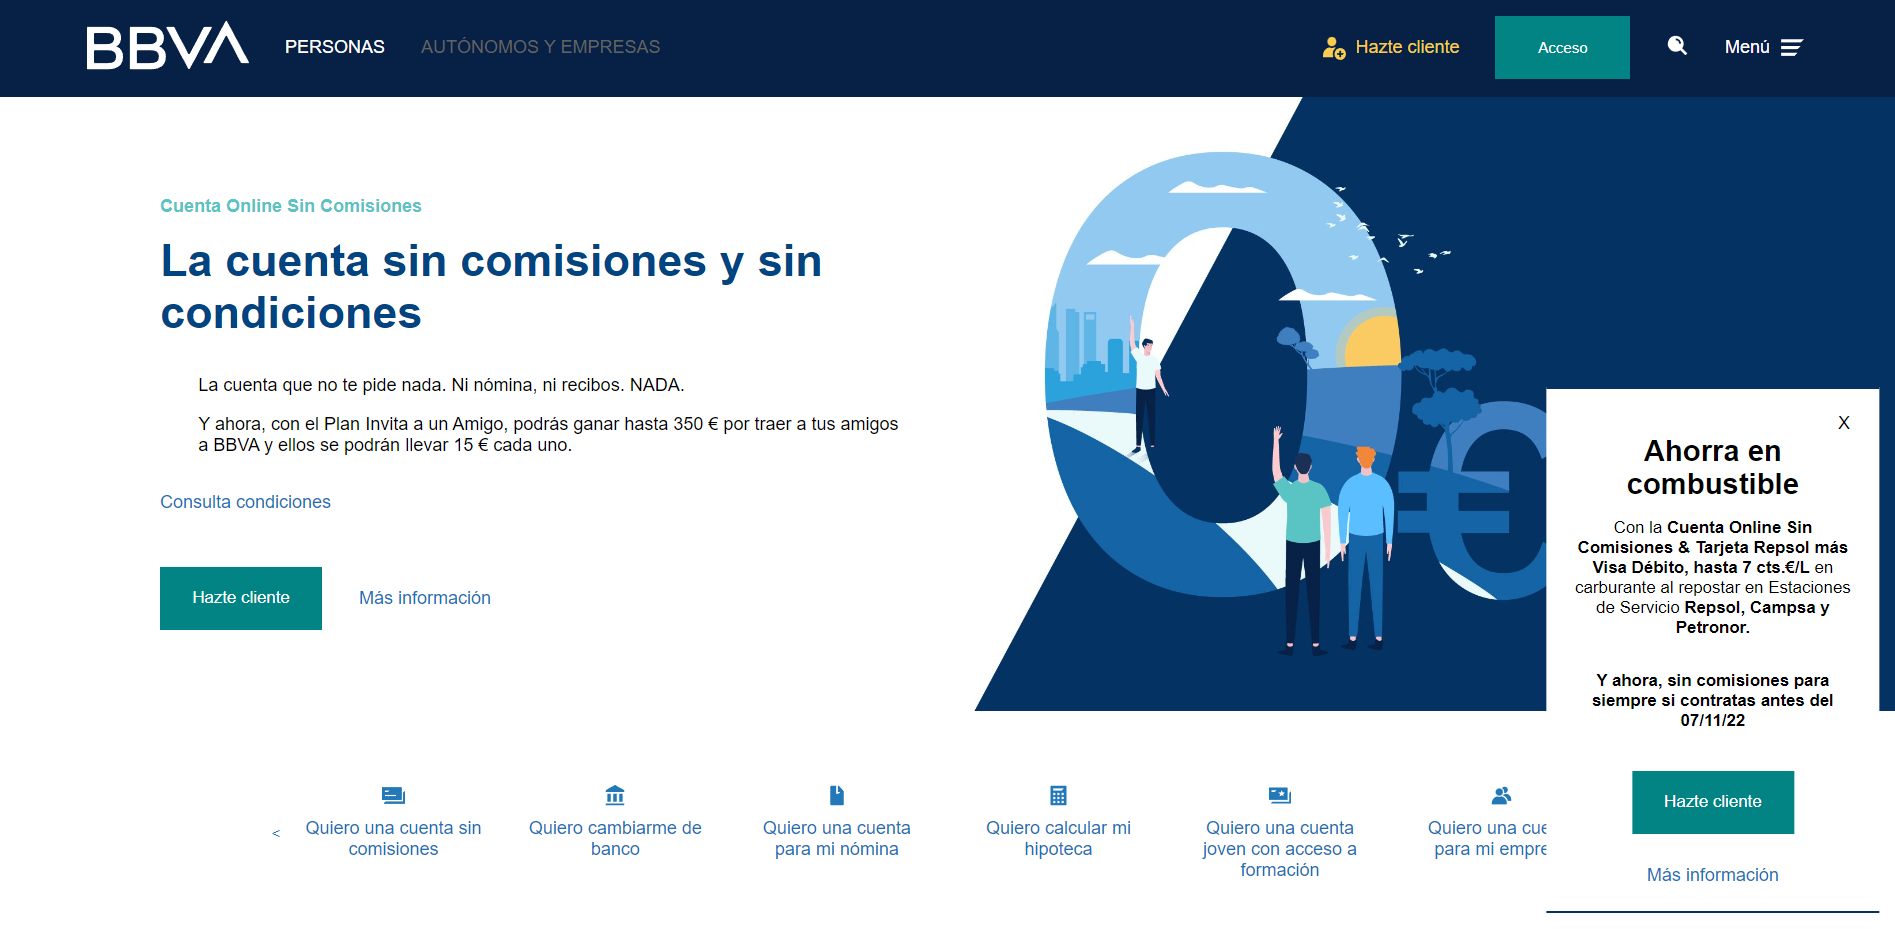 BBVA
PERSONAS
AUTÓNOMOS Y EMPRESAS
Hazte cliente
Acceso
Menú
Cuenta Online Sin Comisiones
La cuenta sin comisiones y sin
condiciones
La cuenta que no te pide nada. Ni nómina, ni recibos. NADA.
Y ahora, con el Plan Invita a un Amigo, podrás ganar hasta 350 € por traer a tus amigos
a BBVA y ellos se podrán llevar 15 € cada uno.
Consulta condiciones
Hazte cliente
Más información
0
€
X
Ahorra en
combustible
Con la Cuenta Online Sin
Comisiones & Tarjeta Repsol más
Visa Débito, hasta 7 cts.€/L en
carburante al repostar en Estaciones
de Servicio Repsol, Campsa y
Petronor.
Y ahora, sin comisiones para
siempre si contratas antes del
07/11/22
Hazte cliente
Más información
<
Quiero una cuenta sin
comisiones
Quiero cambiarme de
banco
Quiero una cuenta
para mi nómina
Quiero calcular mi
hipoteca
Quiero una cuenta
joven con acceso a
formación
Quiero una
para mi